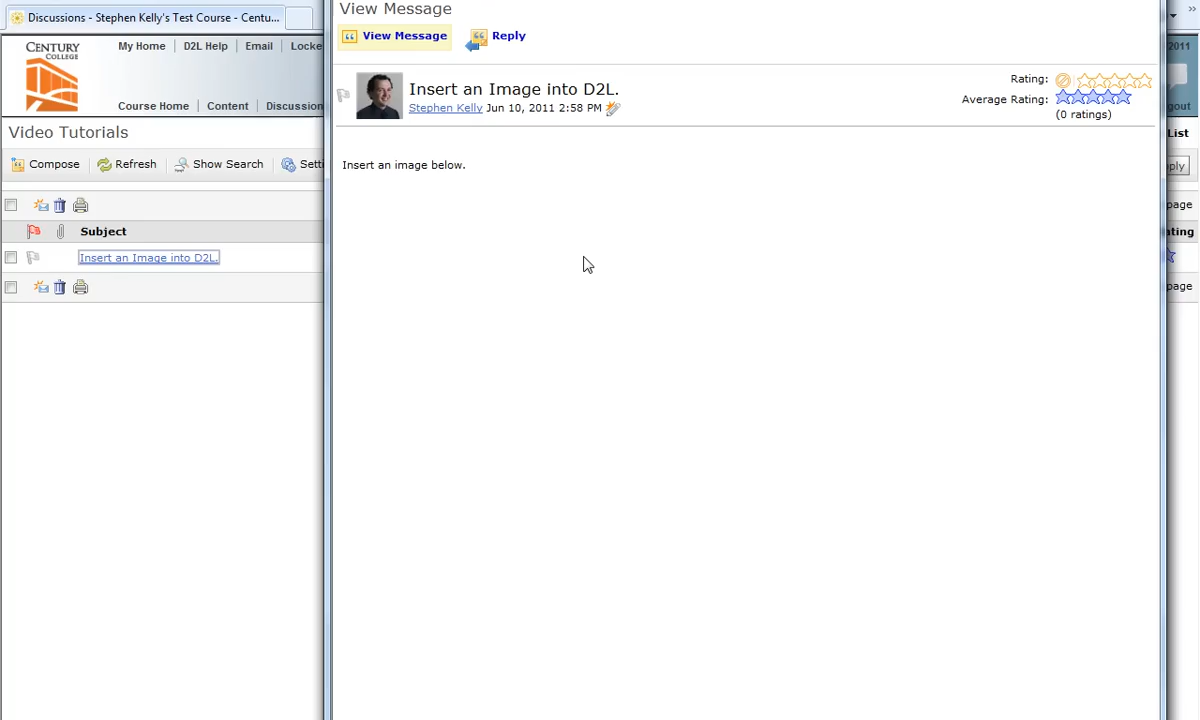 Discussions - Stephen Kelly's Test Course - Centu...
View Message
View Message
Reply
CENTURY
COLLEGE
My Home
D2L Help
Email
Locke
2011
Course Home
Content
Discussion
gout
Insert an Image into D2L.
Stephen Kelly Jun 10, 2011 2:58 PM
Rating:
Average Rating:
(0 ratings)
Video Tutorials
List
Compose
Refresh
Show Search
Setti
ply
Insert an image below.
page
Subject
ting
Insert an Image into D2L.
page